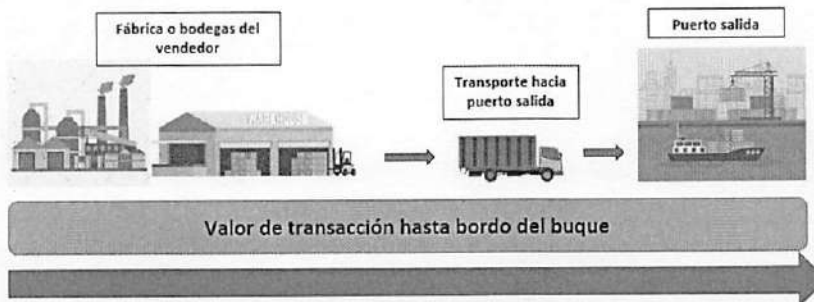 Fábrica o bodegas del
vendedor
Puerto salida
Transporte hacia
puerto salida
Valor de transacción hasta bordo del buque